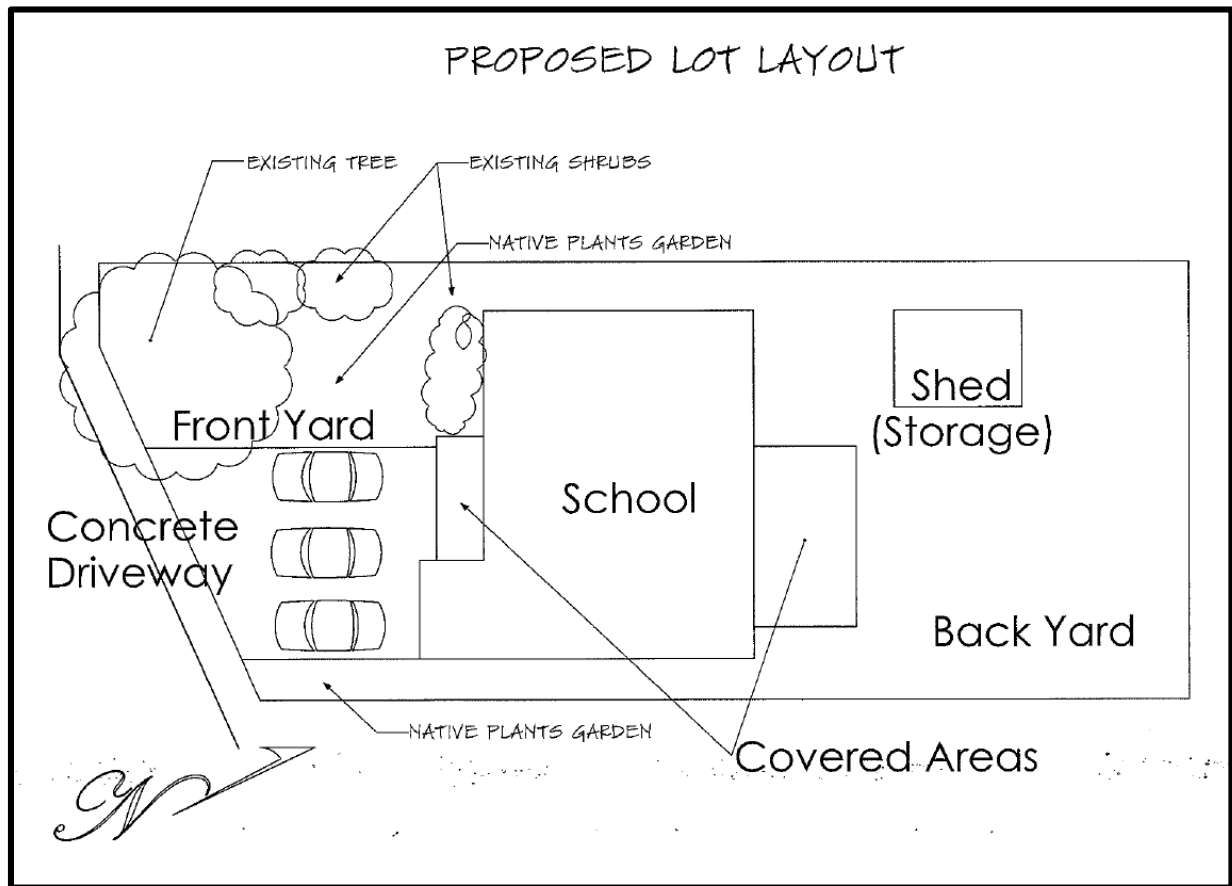 PROPOSED LOT LAYOUT
EXISTING TREE
EXISTING SHRUBS
NATIVE PLANTS GARDEN
Front Yard
Shed
(Storage)
School
Concrete
Driveway
Back Yard
NATIVE PLANTS GARDEN
Covered Areas
N